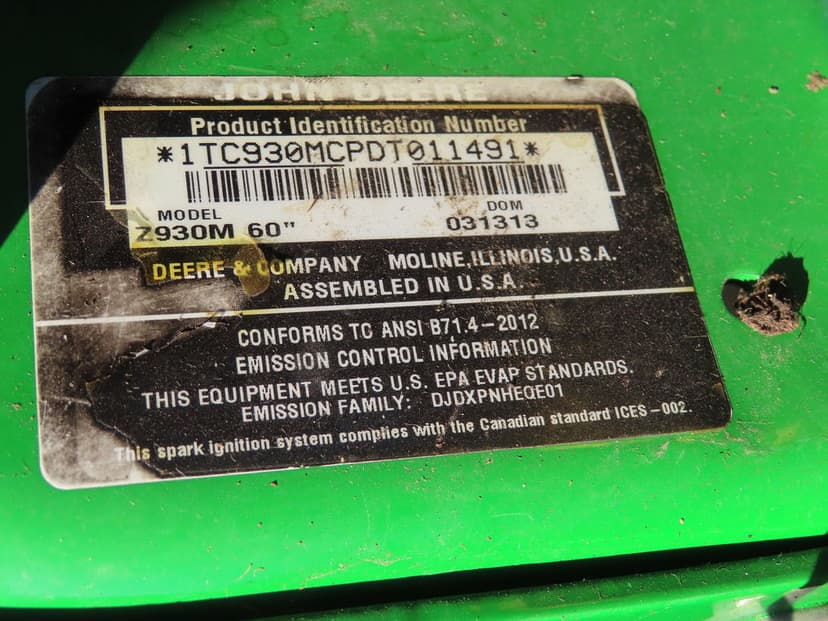 JOHN DEERE
Product Identification Number
*1TC930MCPDT011491*
MODEL DOM
Z930M 60" 031313
DEERE & COMPANY MOLINE, ILLINOIS, U.S.A.
ASSEMBLED IN U.S.A.
CONFORMS TO ANSI B71.4-2012
EMISSION CONTROL INFORMATION
THIS EQUIPMENT MEETS U.S. EPA EVAP STANDARDS.
EMISSION FAMILY: DJDXPNHEQE01
This spark ignition system complies with the Canadian standard ICES-002.